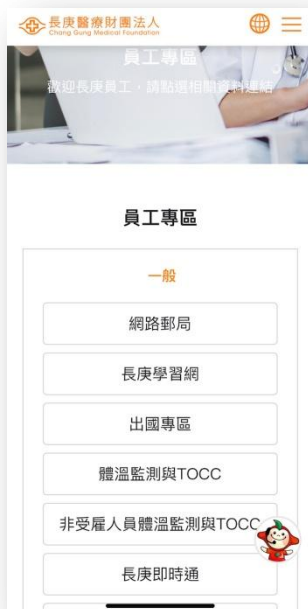 長庚醫療財團法人
Chang Gung Medical Foundation
員工專區
歡迎長庚員工，請點選相關資料連結
員工專區
一般
網路郵局
長庚學習網
出國專區
體溫監測與TOCC
非受雇人員體溫監測與TOCC
長庚即時通